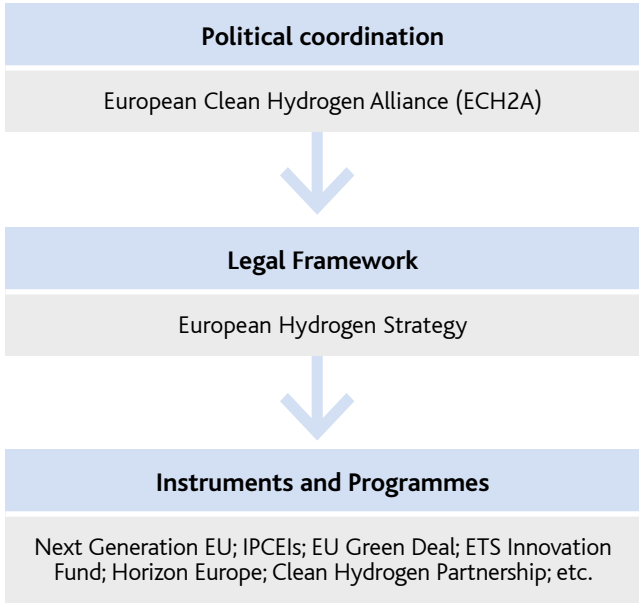 Political coordination
European Clean Hydrogen Alliance (ECH2A)
Legal Framework
European Hydrogen Strategy
Instruments and Programmes
Next Generation EU; IPCEIs; EU Green Deal; ETS Innovation
Fund; Horizon Europe; Clean Hydrogen Partnership; etc.